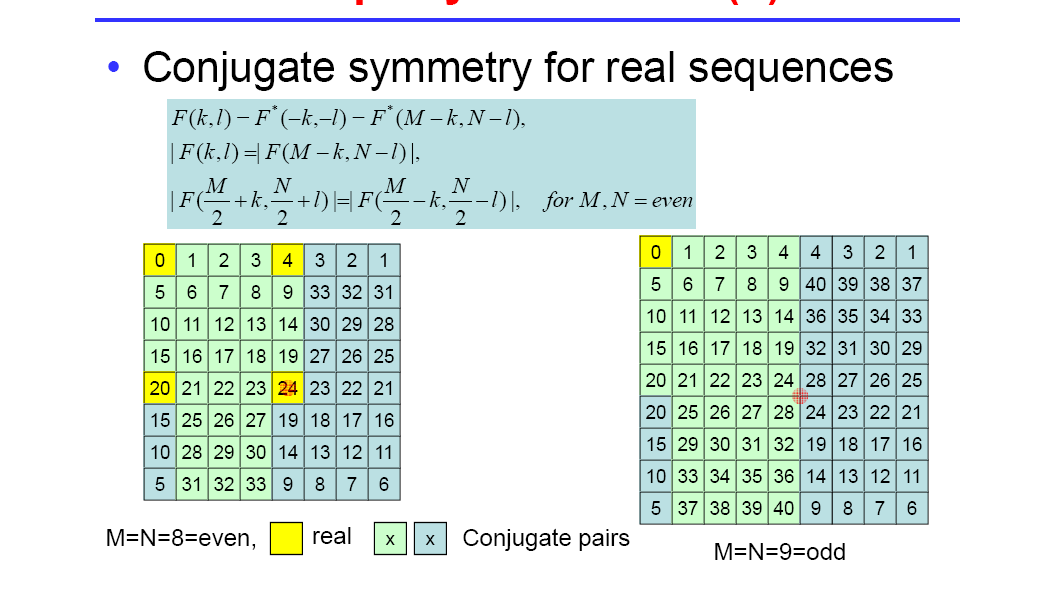 • Conjugate symmetry for real sequences
F(k,l) − F*(−k,−l) − F*(M − k, N − l),
| F(k,l) =| F(M − k, N − l) |,
| F(M/2 + k, N/2 + l) |=| F(M/2 − k, N/2 − l) |, for M, N = even
0 1 2 3 4 3 2 1
5 6 7 8 9 33 32 31
10 11 12 13 14 30 29 28
15 16 17 18 19 27 26 25
20 21 22 23 24 23 22 21
15 25 26 27 19 18 17 16
10 28 29 30 14 13 12 11
5 31 32 33 9 8 7 6
0 1 2 3 4 4 3 2 1
5 6 7 8 9 40 39 38 37
10 11 12 13 14 36 35 34 33
15 16 17 18 19 32 31 30 29
20 21 22 23 24 28 27 26 25
20 25 26 27 28 24 23 22 21
15 29 30 31 32 19 18 17 16
10 33 34 35 36 14 13 12 11
5 37 38 39 40 9 8 7 6
M=N=8=even, real x x Conjugate pairs
M=N=9=odd